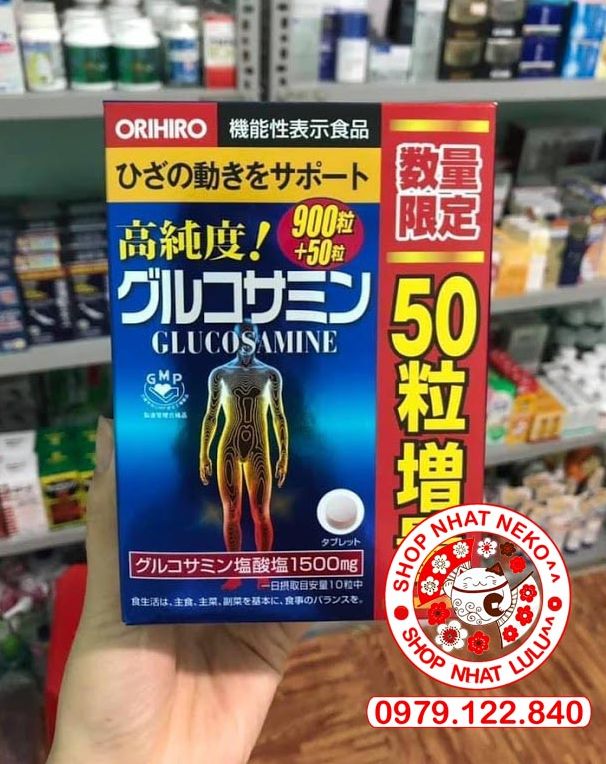 ORIHIRO
機能性表示食品
ひざの動きをサポート
高純度!
900粒
+50粒
グルコサミン
GLUCOSAMINE
GMP
タブレット
グルコサミン塩酸塩1500mg
一日摂取目安量10粒中
食生活は、主食、主菜、副菜を基本に、食事のバランスを。
数量
限定
50
粒
増
SHOP NHAT NEKO^^
SHOP NHAT LULU^^
0979.122.840